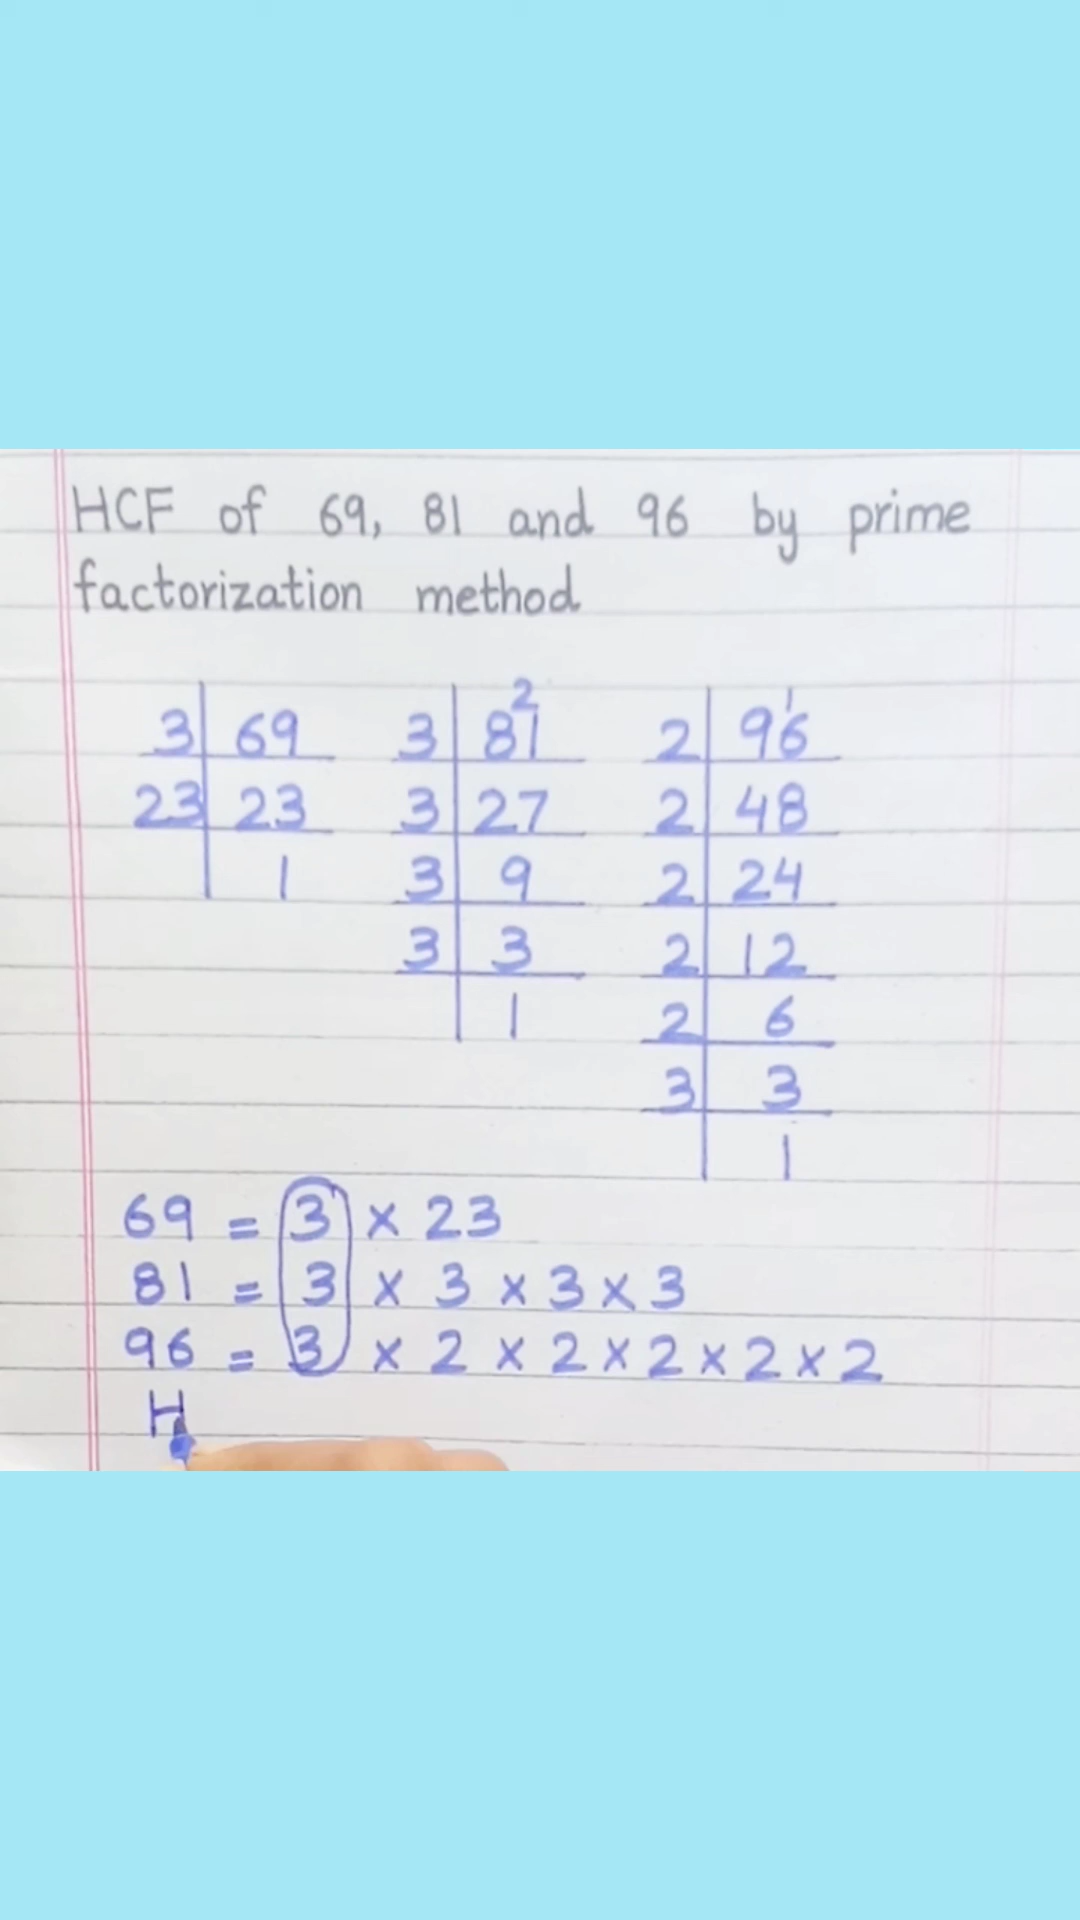 HCF of 69, 81 and 96 by prime
factorization method
2 1
3 69 3 81 2 96
23 23 3 27 2 48
1 3 9 2 24
3 3 2 12
1 2 6
3 3
1
69 = 3 × 23
81 = 3 × 3 × 3 × 3
96 = 3 × 2 × 2 × 2 × 2 × 2
H